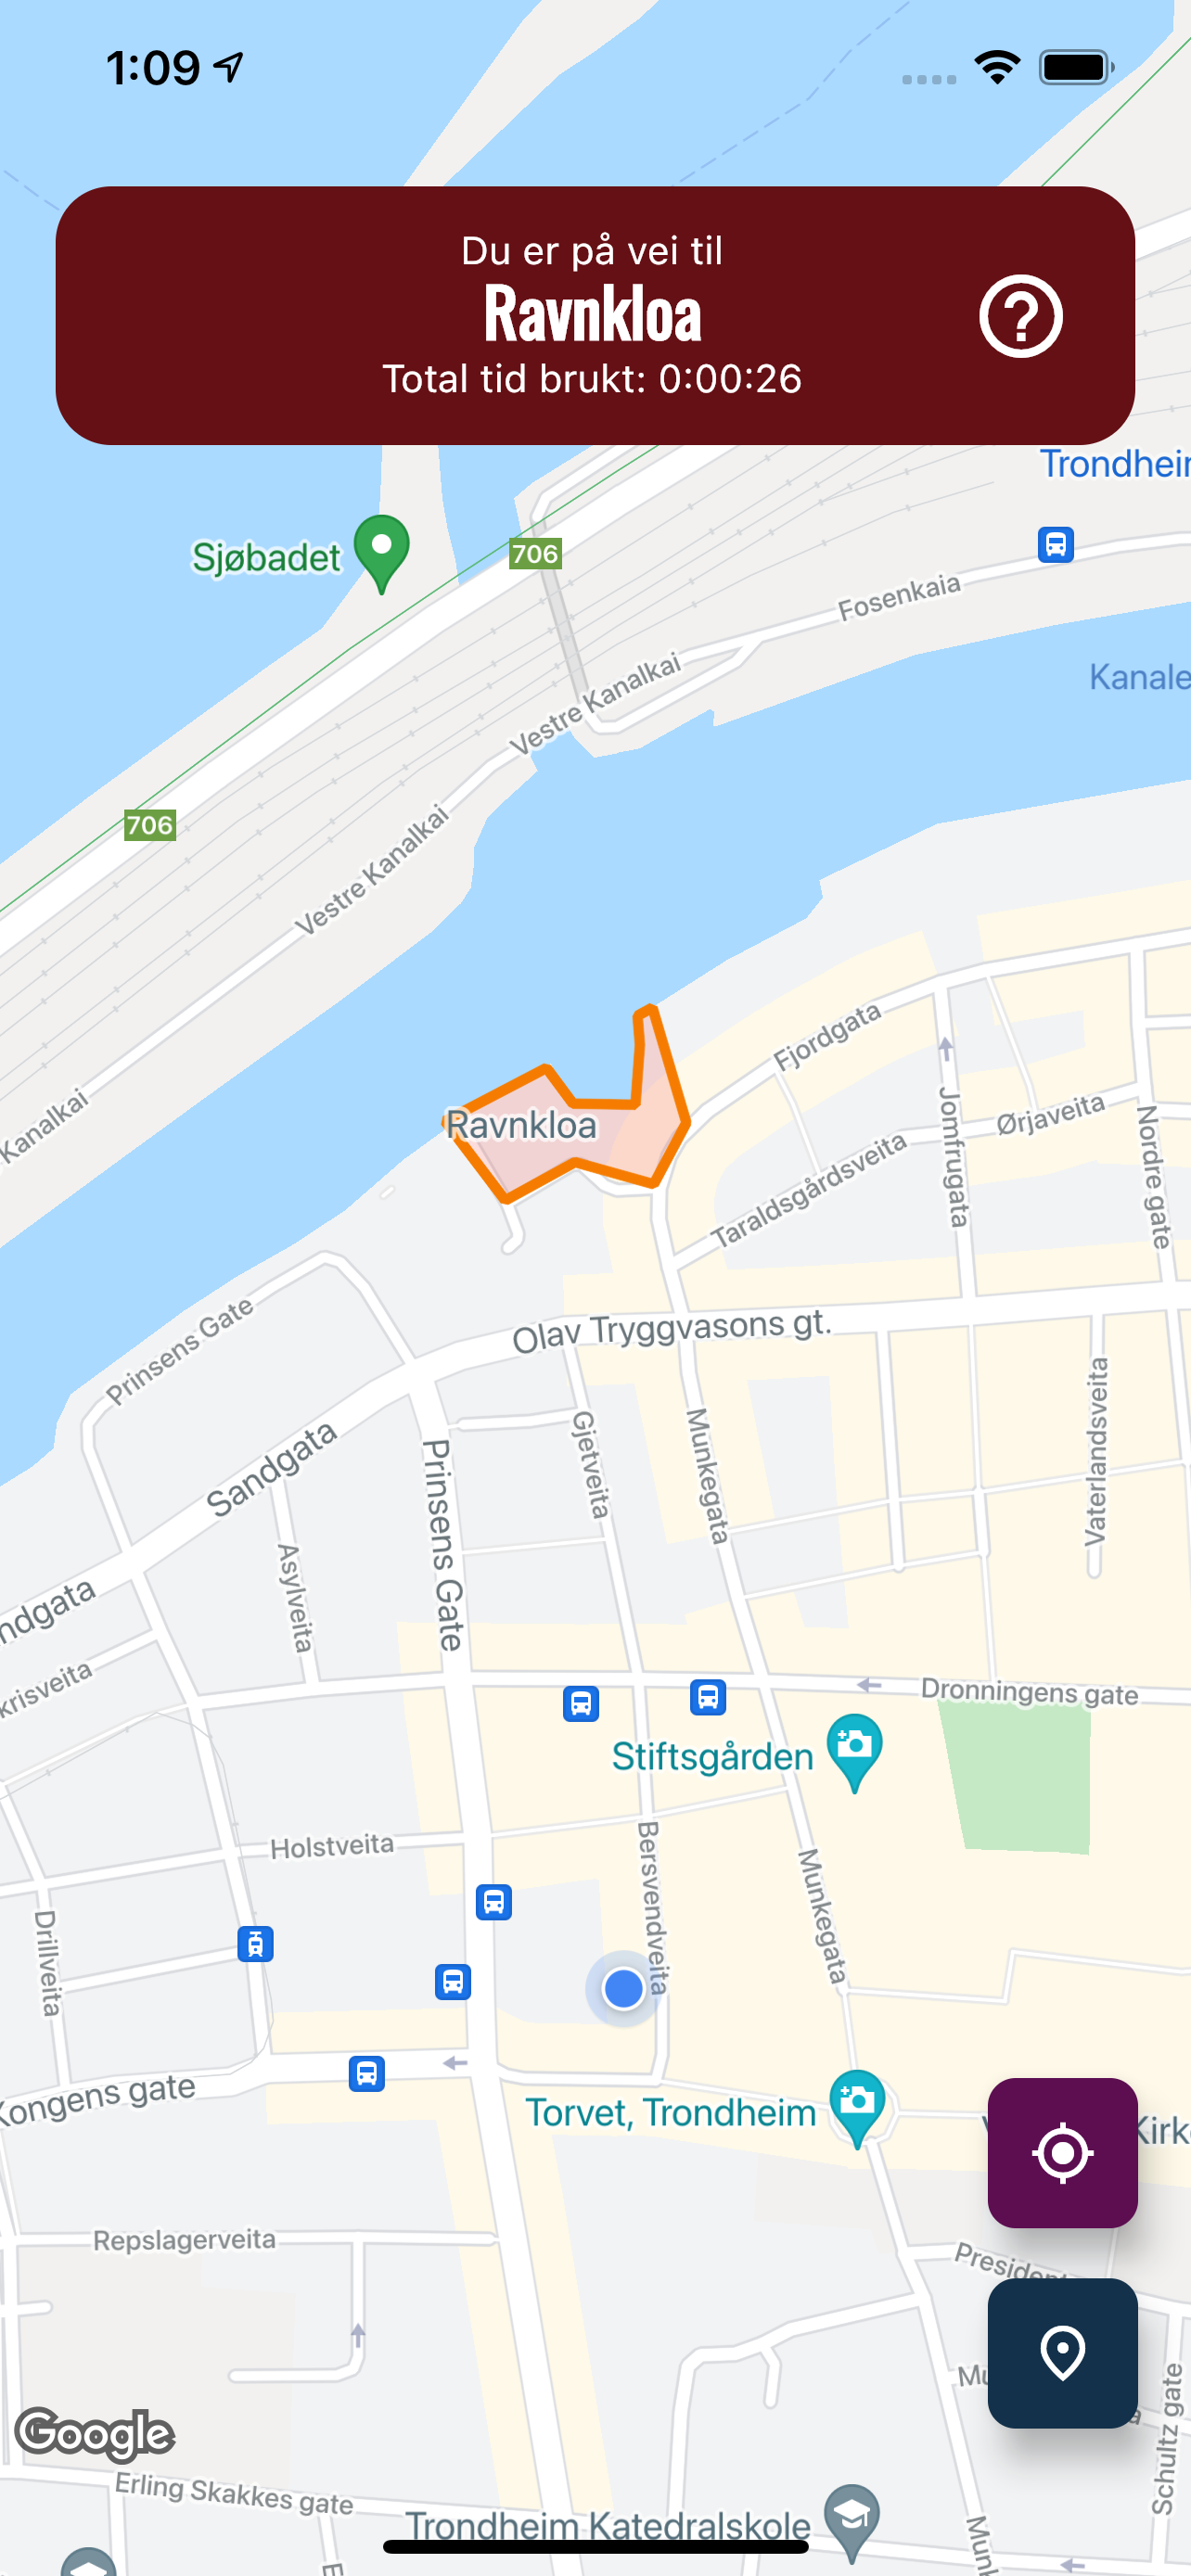 1:09
Du er på vei til
Ravnkloa
Total tid brukt: 0:00:26
?
Trondheim
Sjøbadet
706
Fosenkaia
Kanale
Vestre Kanalkai
706
Vestre Kanalkai
Kanalkai
Ravnkloa
Fjordgata
Jomfrugata
Ørjaveita
Nordre gate
Taraldsgårdsveita
Prinsens Gate
Olav Tryggvasons gt.
Sandgata
Prinsens Gate
Gjetveita
Munkegata
Vaterlandsveita
Asylveita
ndgata
krisveita
Dronningens gate
Stiftsgården
Holstveita
Bersvendveita
Munkegata
Drillveita
Kongens gate
Torvet, Trondheim
Kirk
Repslagerveita
President
Mu
a
Schultz gate
Google
Erling Skakkes gate
Trondheim Katedralskole
Munk
E